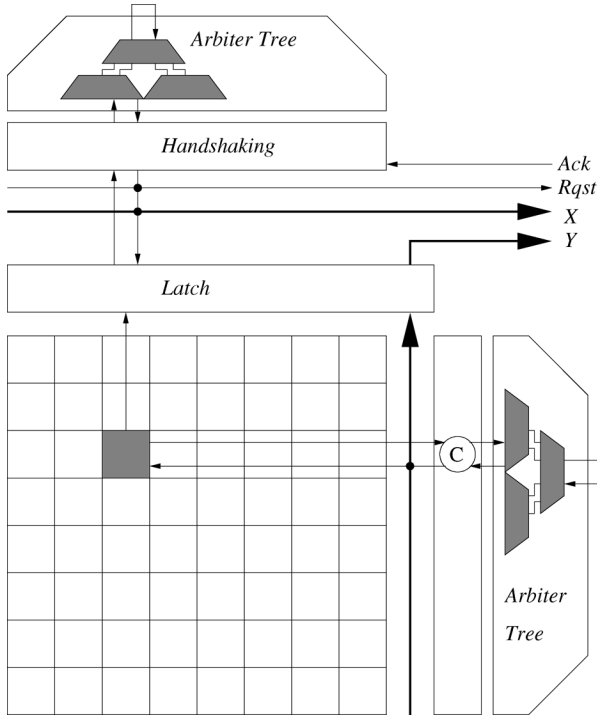 Arbiter Tree
Handshaking
Ack
Rqst
X
Y
Latch
C
Arbiter
Tree